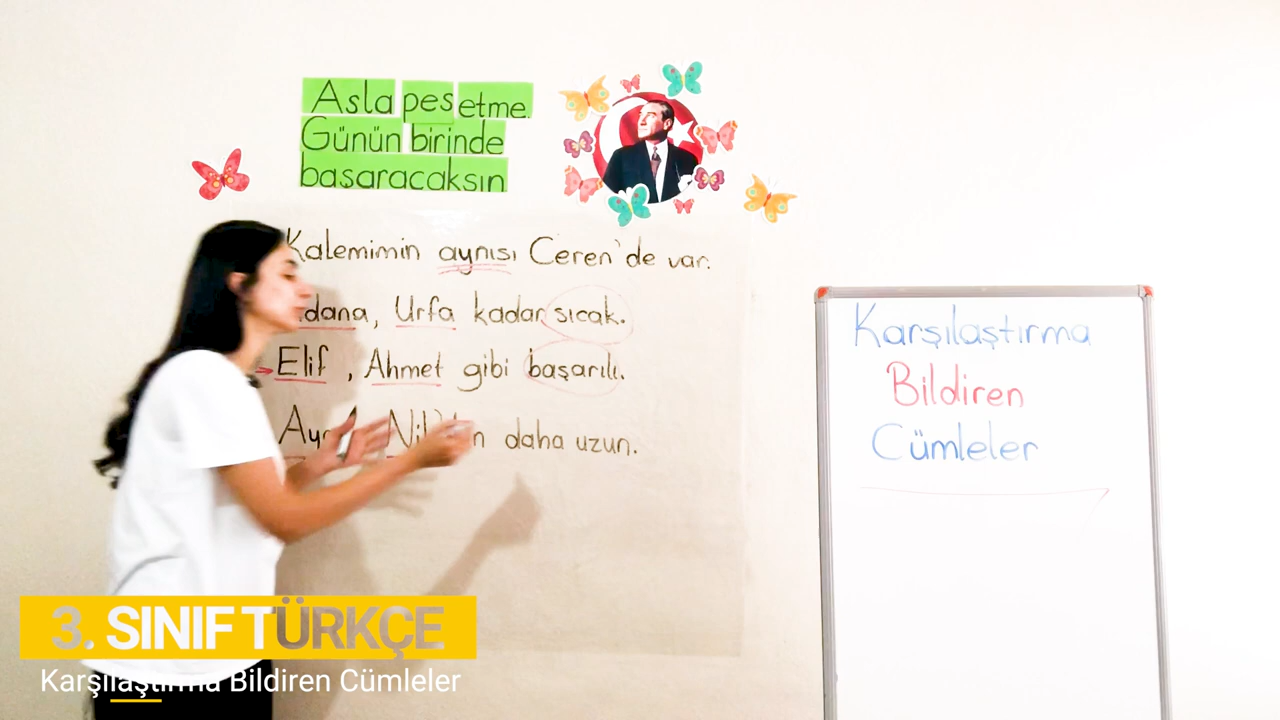 Asla pes etme.
Günün birinde
başaracaksın
Kalemimin aynısı Ceren'de var.
Urfa kadar sıcak.
Elif, Ahmet gibi başarılı.
daha uzun.
Karşılaştırma
Bildiren
Cümleler
3. SINIF TÜRKÇE
Karşılaştırma Bildiren Cümleler